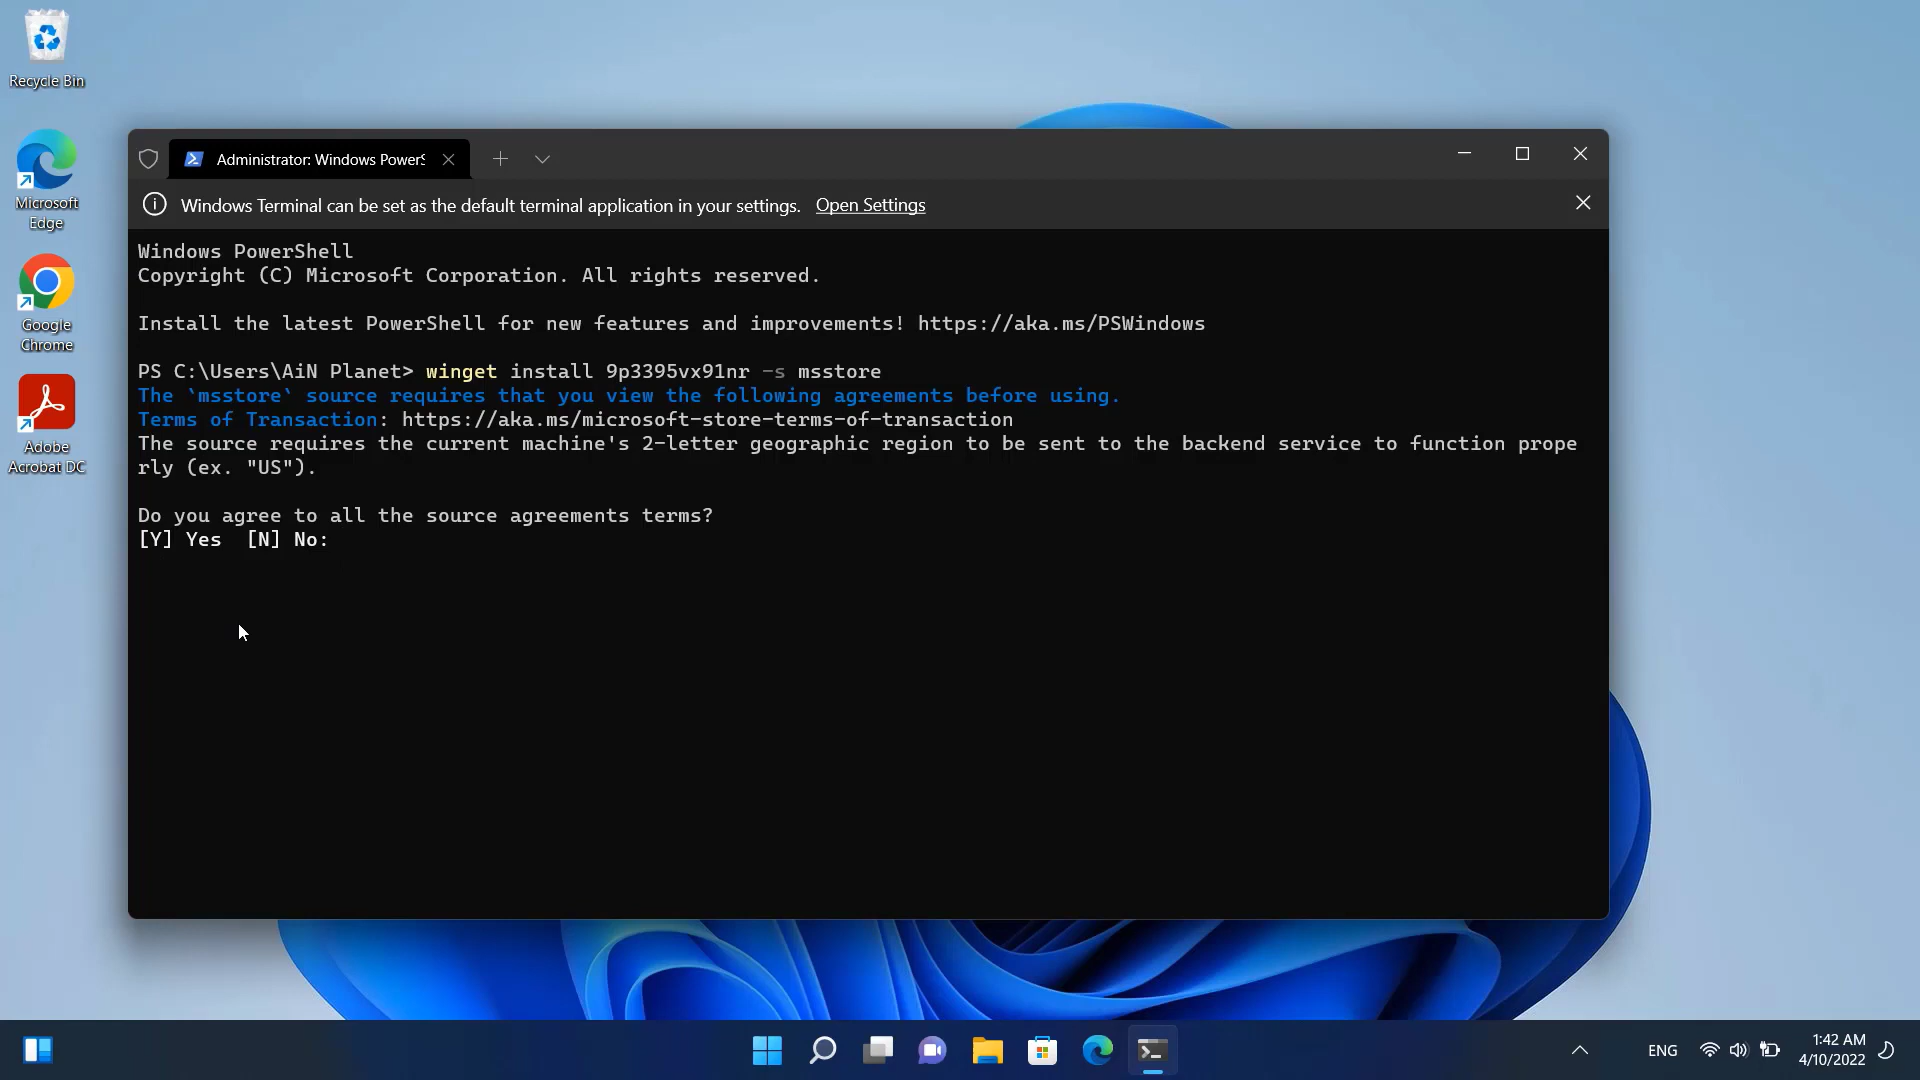 Recycle Bin
Microsoft
Edge
Google
Chrome
Adobe
Acrobat DC
Administrator: Windows PowerS
Windows Terminal can be set as the default terminal application in your settings. Open Settings
Windows PowerShell
Copyright (C) Microsoft Corporation. All rights reserved.
Install the latest PowerShell for new features and improvements! https://aka.ms/PSWindows
PS C:\Users\AiN Planet> winget install 9p3395vx91nr -s msstore
The `msstore` source requires that you view the following agreements before using.
Terms of Transaction: https://aka.ms/microsoft-store-terms-of-transaction
The source requires the current machine's 2-letter geographic region to be sent to the backend service to function prope
rly (ex. "US").
Do you agree to all the source agreements terms?
[Y] Yes  [N] No:
ENG
1:42 AM
4/10/2022